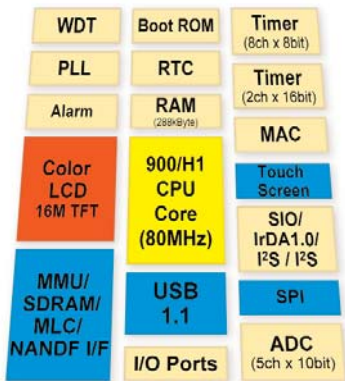 WDT
PLL
Alarm
Color
LCD
16M TFT
MMU/
SDRAM/
MLC/
NANDF I/F
Boot ROM
RTC
RAM
(288kByte)
900/H1
CPU
Core
(80MHz)
USB
1.1
I/O Ports
Timer
(8ch x 8bit)
Timer
(2ch x 16bit)
MAC
Touch
Screen
SIO/
IrDA1.0/
I²S / I²S
SPI
ADC
(5ch x 10bit)